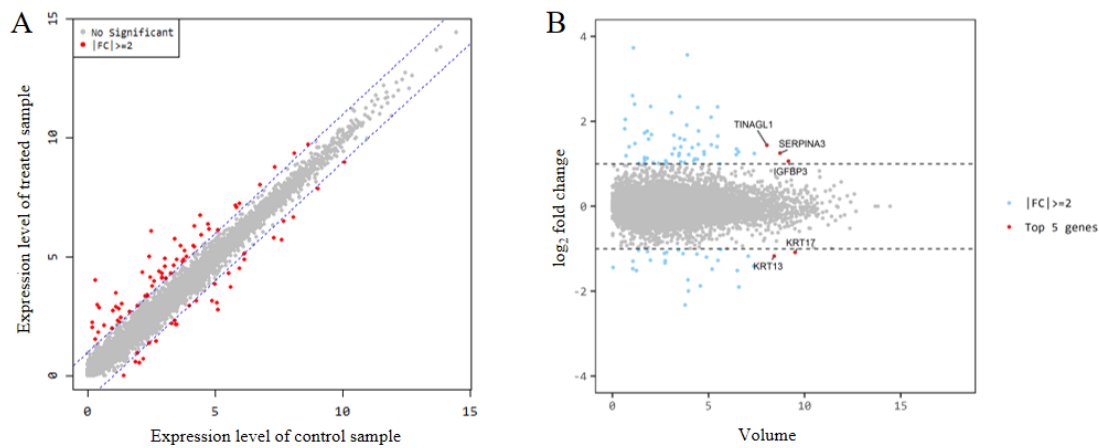 A
15
10
5
0
No Significant
|FC|>=2
Expression level of treated sample
0 5 10 15
Expression level of control sample
B
4
2
0
-2
-4
log2 fold change
TINAGL1
SERPINA3
IGFBP3
KRT17
KRT13
0 5 10 15
Volume
|FC|>=2
Top 5 genes